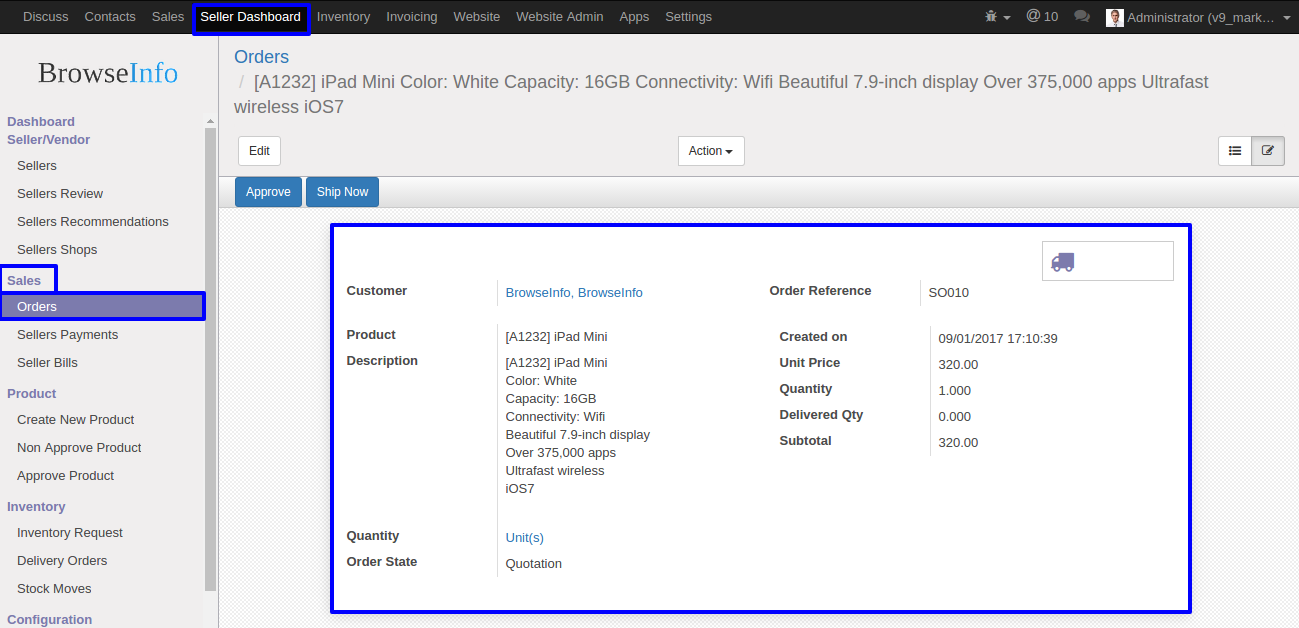 Discuss Contacts Sales Seller Dashboard Inventory Invoicing Website Website Admin Apps Settings @ 10 Administrator (v9_mark...
BrowseInfo
Dashboard
Seller/Vendor
Sellers
Sellers Review
Sellers Recommendations
Sellers Shops
Sales
Orders
Sellers Payments
Seller Bills
Product
Create New Product
Non Approve Product
Approve Product
Inventory
Inventory Request
Delivery Orders
Stock Moves
Configuration
Orders
/ [A1232] iPad Mini Color: White Capacity: 16GB Connectivity: Wifi Beautiful 7.9-inch display Over 375,000 apps Ultrafast
wireless iOS7
Edit Action
Approve Ship Now
Customer BrowseInfo, BrowseInfo
Order Reference SO010
Product [A1232] iPad Mini
Description [A1232] iPad Mini
Color: White
Capacity: 16GB
Connectivity: Wifi
Beautiful 7.9-inch display
Over 375,000 apps
Ultrafast wireless
iOS7
Quantity Unit(s)
Order State Quotation
Created on 09/01/2017 17:10:39
Unit Price 320.00
Quantity 1.000
Delivered Qty 0.000
Subtotal 320.00